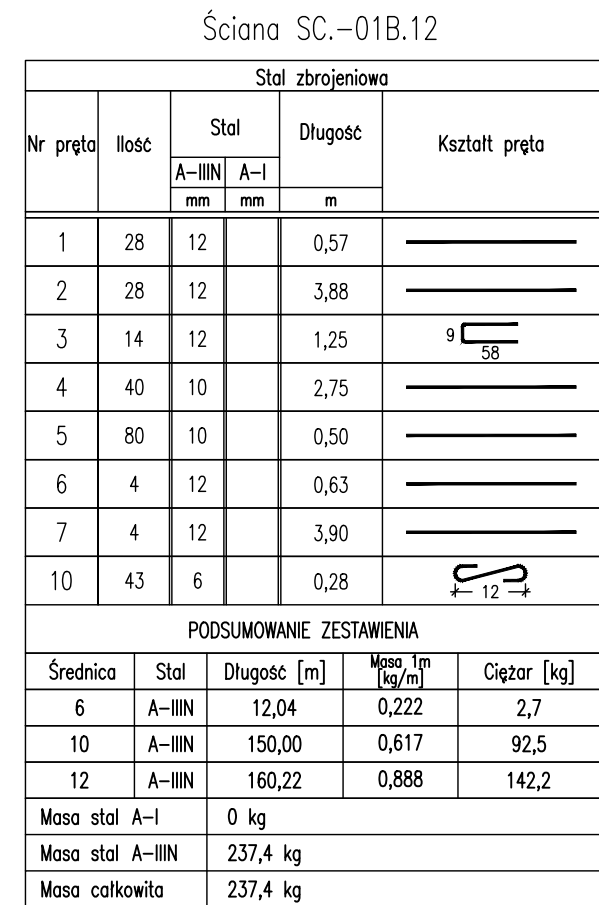 Ściana SC.-01B.12
Stal zbrojeniowa
Nr pręta Ilość Stal Długość Kształt pręta
A-IIIN A-I
mm mm m
1 28 12 0,57
2 28 12 3,88
3 14 12 1,25 9 58
4 40 10 2,75
5 80 10 0,50
6 4 12 0,63
7 4 12 3,90
10 43 6 0,28 12
PODSUMOWANIE ZESTAWIENIA
Średnica Stal Długość [m] Masa 1m [kg/m] Ciężar [kg]
6 A-IIIN 12,04 0,222 2,7
10 A-IIIN 150,00 0,617 92,5
12 A-IIIN 160,22 0,888 142,2
Masa stal A-I 0 kg
Masa stal A-IIIN 237,4 kg
Masa całkowita 237,4 kg